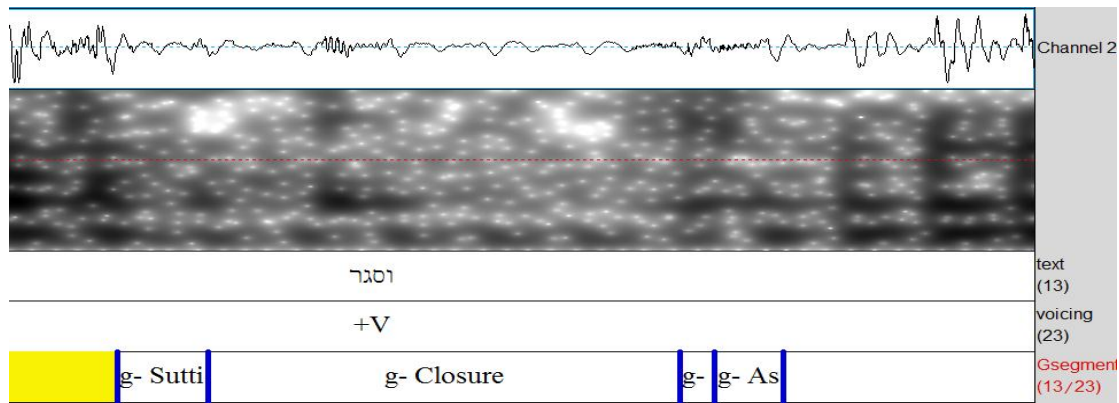 Channel 2
וסגר
text
(13)
+V
voicing
(23)
g- Sutti g- Closure g- g- As
Gsegment
(13/23)